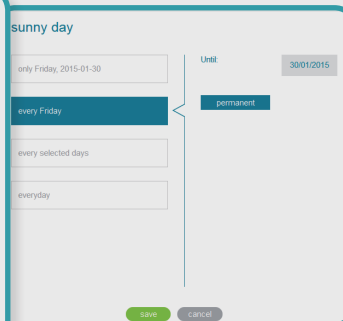 sunny day
only Friday, 2015-01-30
Until:
30/01/2015
every Friday
permanent
every selected days
everyday
save
cancel